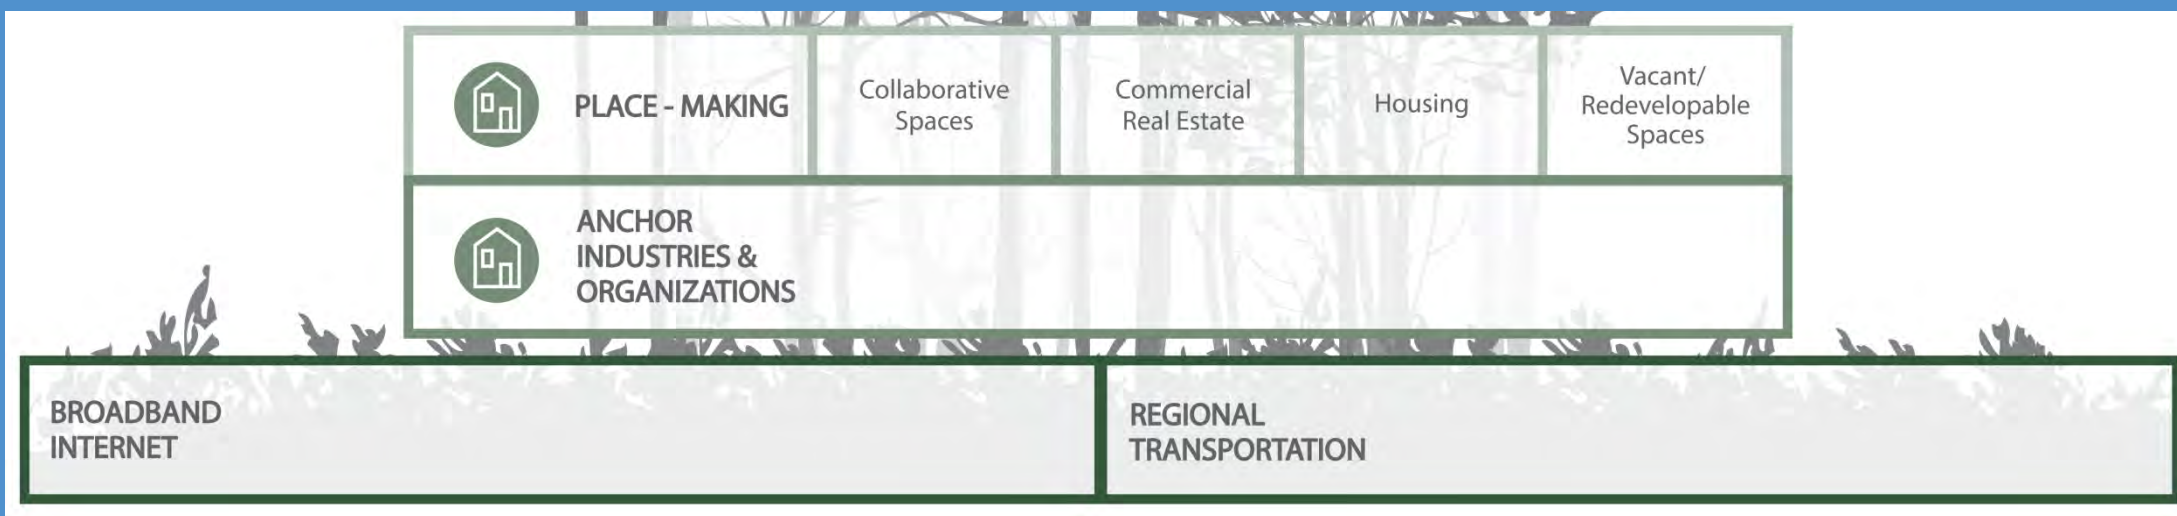 PLACE - MAKING
Collaborative
Spaces
Commercial
Real Estate
Housing
Vacant/
Redevelopable
Spaces
ANCHOR
INDUSTRIES &
ORGANIZATIONS
BROADBAND
INTERNET
REGIONAL
TRANSPORTATION